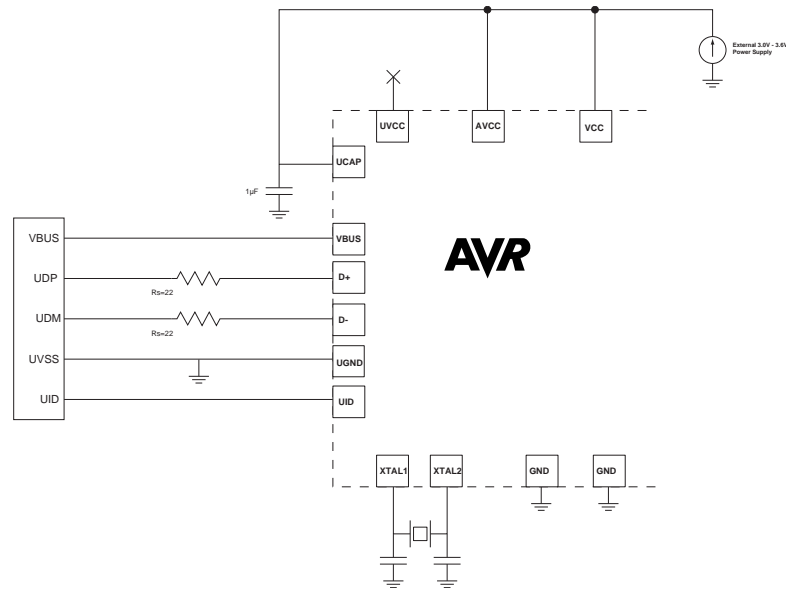 External 3.0V - 3.6V
Power Supply
UVCC
AVCC
VCC
UCAP
1µF
VBUS
VBUS
AVR
UDP
D+
Rs=22
UDM
D-
Rs=22
UVSS
UGND
UID
UID
XTAL1
XTAL2
GND
GND